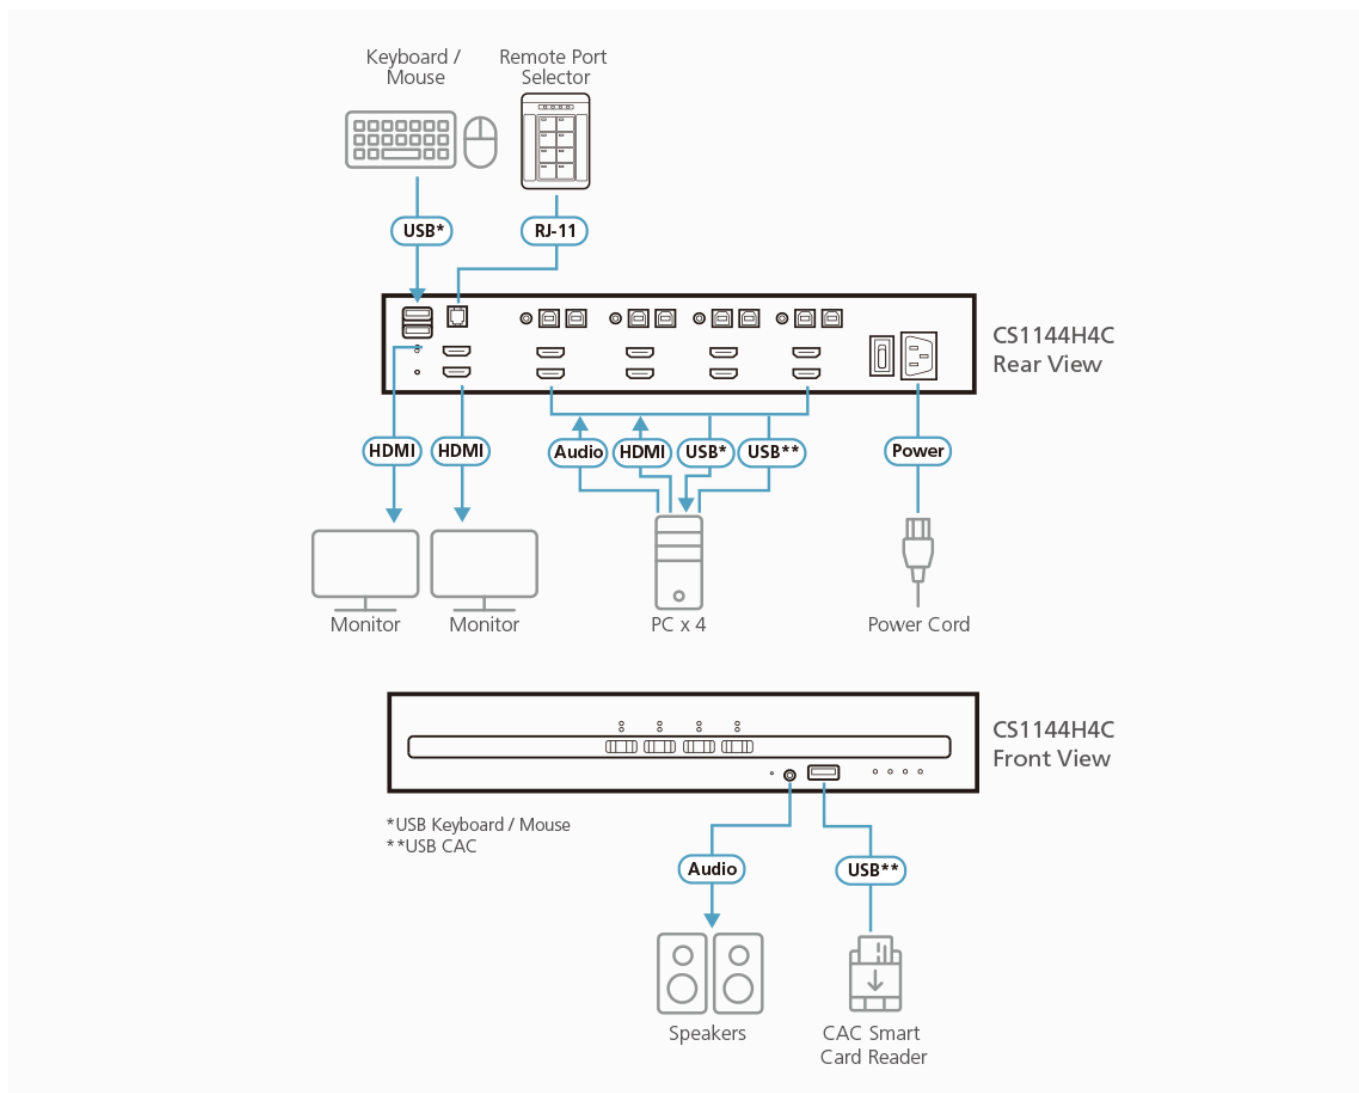 Keyboard /
Mouse
Remote Port
Selector
USB*
RJ-11
CS1144H4C
Rear View
HDMI
HDMI
Audio
HDMI
USB*
USB**
Power
Monitor
Monitor
PC x 4
Power Cord
CS1144H4C
Front View
*USB Keyboard / Mouse
**USB CAC
Audio
USB**
Speakers
CAC Smart
Card Reader